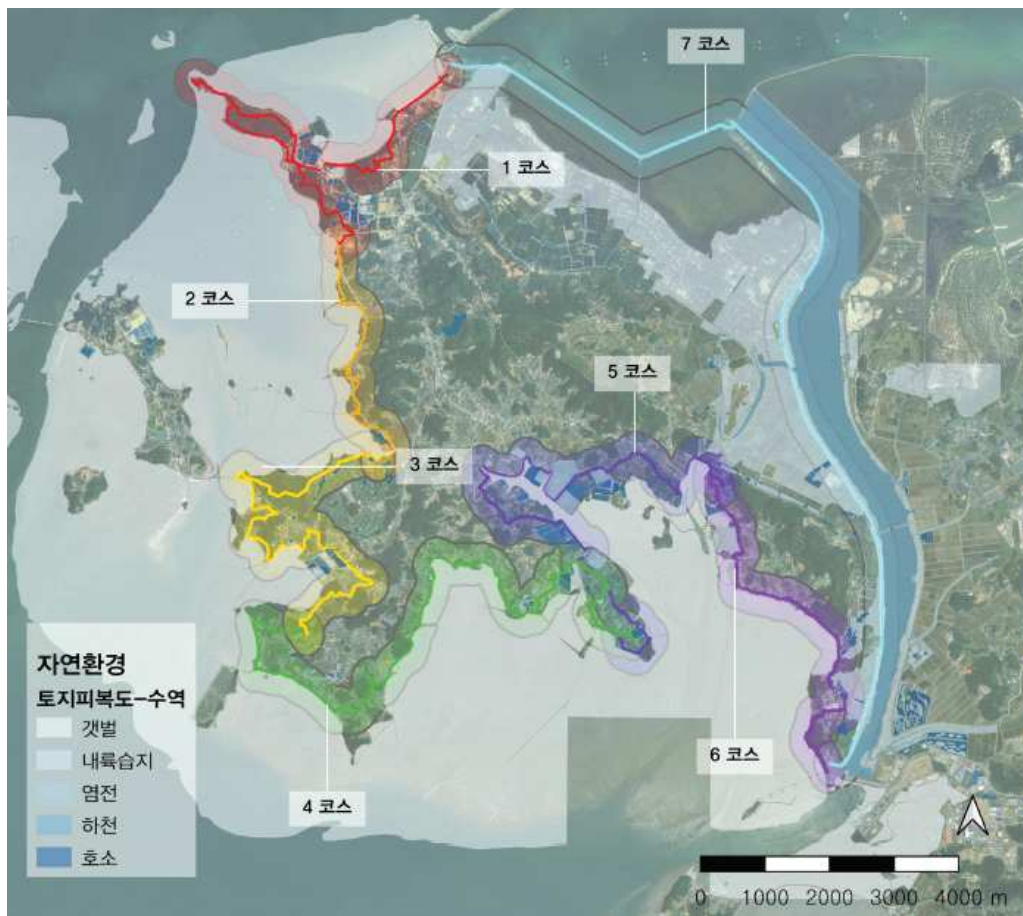 7 코스
1 코스
2 코스
5 코스
3 코스
6 코스
4 코스
자연환경
토지피복도-수역
갯벌
내륙습지
염전
하천
호소
0 1000 2000 3000 4000 m